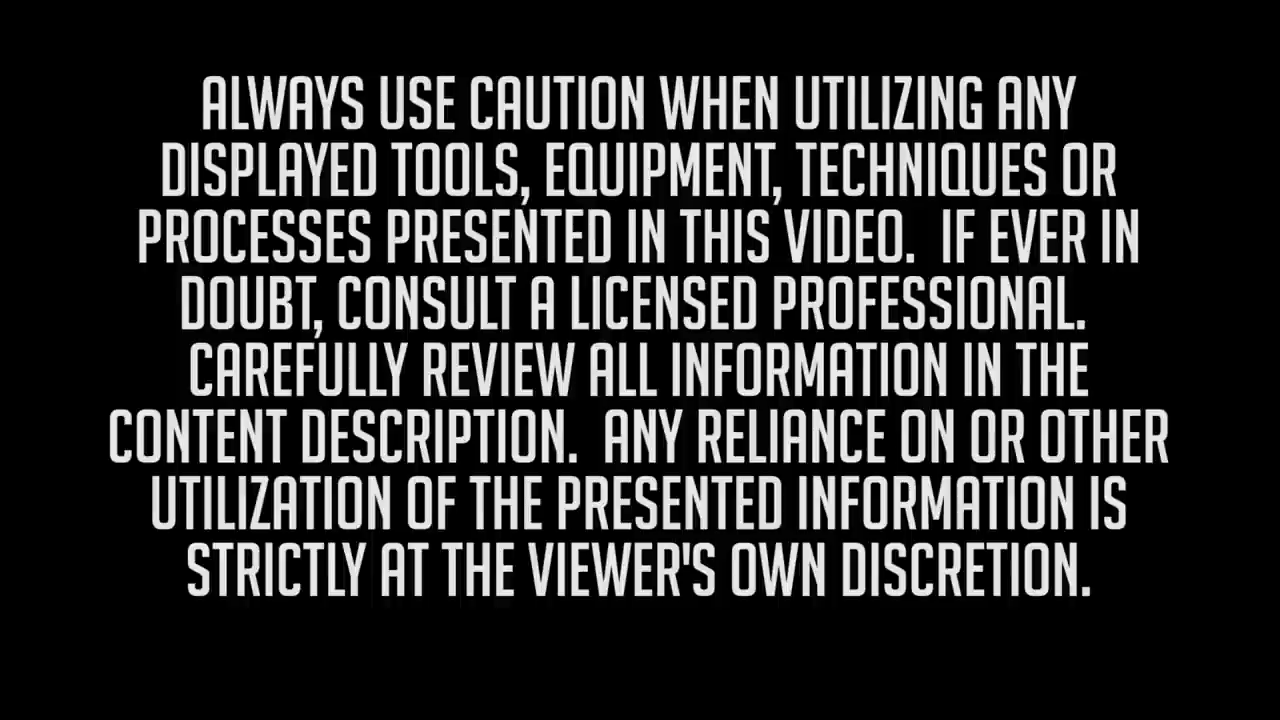 ALWAYS USE CAUTION WHEN UTILIZING ANY
DISPLAYED TOOLS, EQUIPMENT, TECHNIQUES OR
PROCESSES PRESENTED IN THIS VIDEO.  IF EVER IN
DOUBT, CONSULT A LICENSED PROFESSIONAL.
CAREFULLY REVIEW ALL INFORMATION IN THE
CONTENT DESCRIPTION.  ANY RELIANCE ON OR OTHER
UTILIZATION OF THE PRESENTED INFORMATION IS
STRICTLY AT THE VIEWER'S OWN DISCRETION.